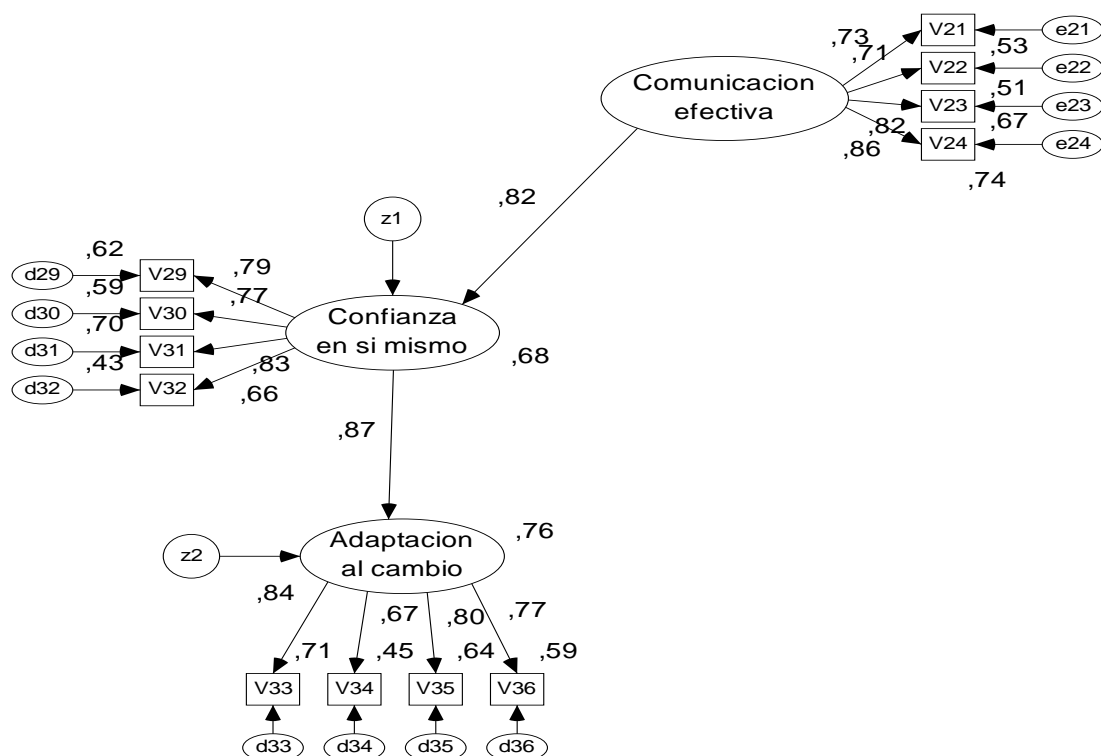 V21
e21
,73
,71
,53
V22
e22
Comunicacion
efectiva
,51
V23
e23
,82
,67
,86
V24
e24
,74
,82
z1
,62
d29
V29
,79
,59
,77
d30
V30
,70
Confianza
en si mismo
d31
V31
,83
,68
,43
d32
V32
,66
,87
Adaptacion
al cambio
,76
z2
,84
,67
,80
,77
,71
,45
,64
,59
V33
V34
V35
V36
d33
d34
d35
d36